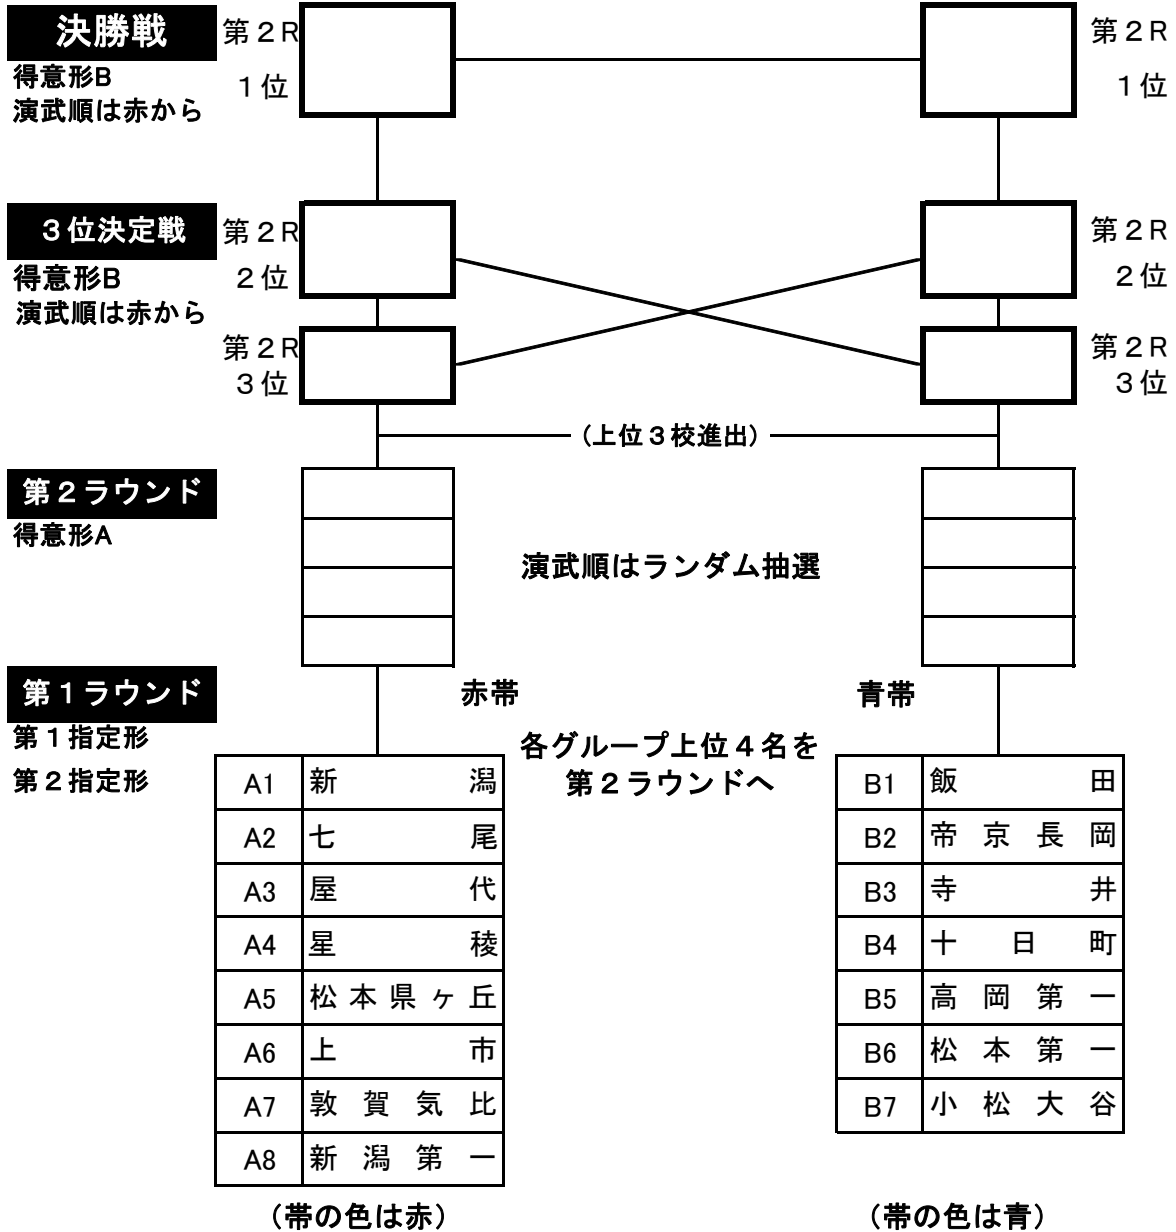 決勝戦
第２R
１位
第２R
１位
得意形B
演武順は赤から
３位決定戦
第２R
２位
第２R
２位
得意形B
演武順は赤から
第２R
３位
第２R
３位
（上位３校進出）
第２ラウンド
得意形A
演武順はランダム抽選
第１ラウンド
赤帯
青帯
第１指定形
第２指定形
各グループ上位４名を
第２ラウンドへ
A1 新潟
A2 七尾
A3 屋代
A4 星稜
A5 松本県ヶ丘
A6 上市
A7 敦賀気比
A8 新潟第一
（帯の色は赤）
B1 飯田
B2 帝京長岡
B3 寺井
B4 十日町
B5 高岡第一
B6 松本第一
B7 小松大谷
（帯の色は青）